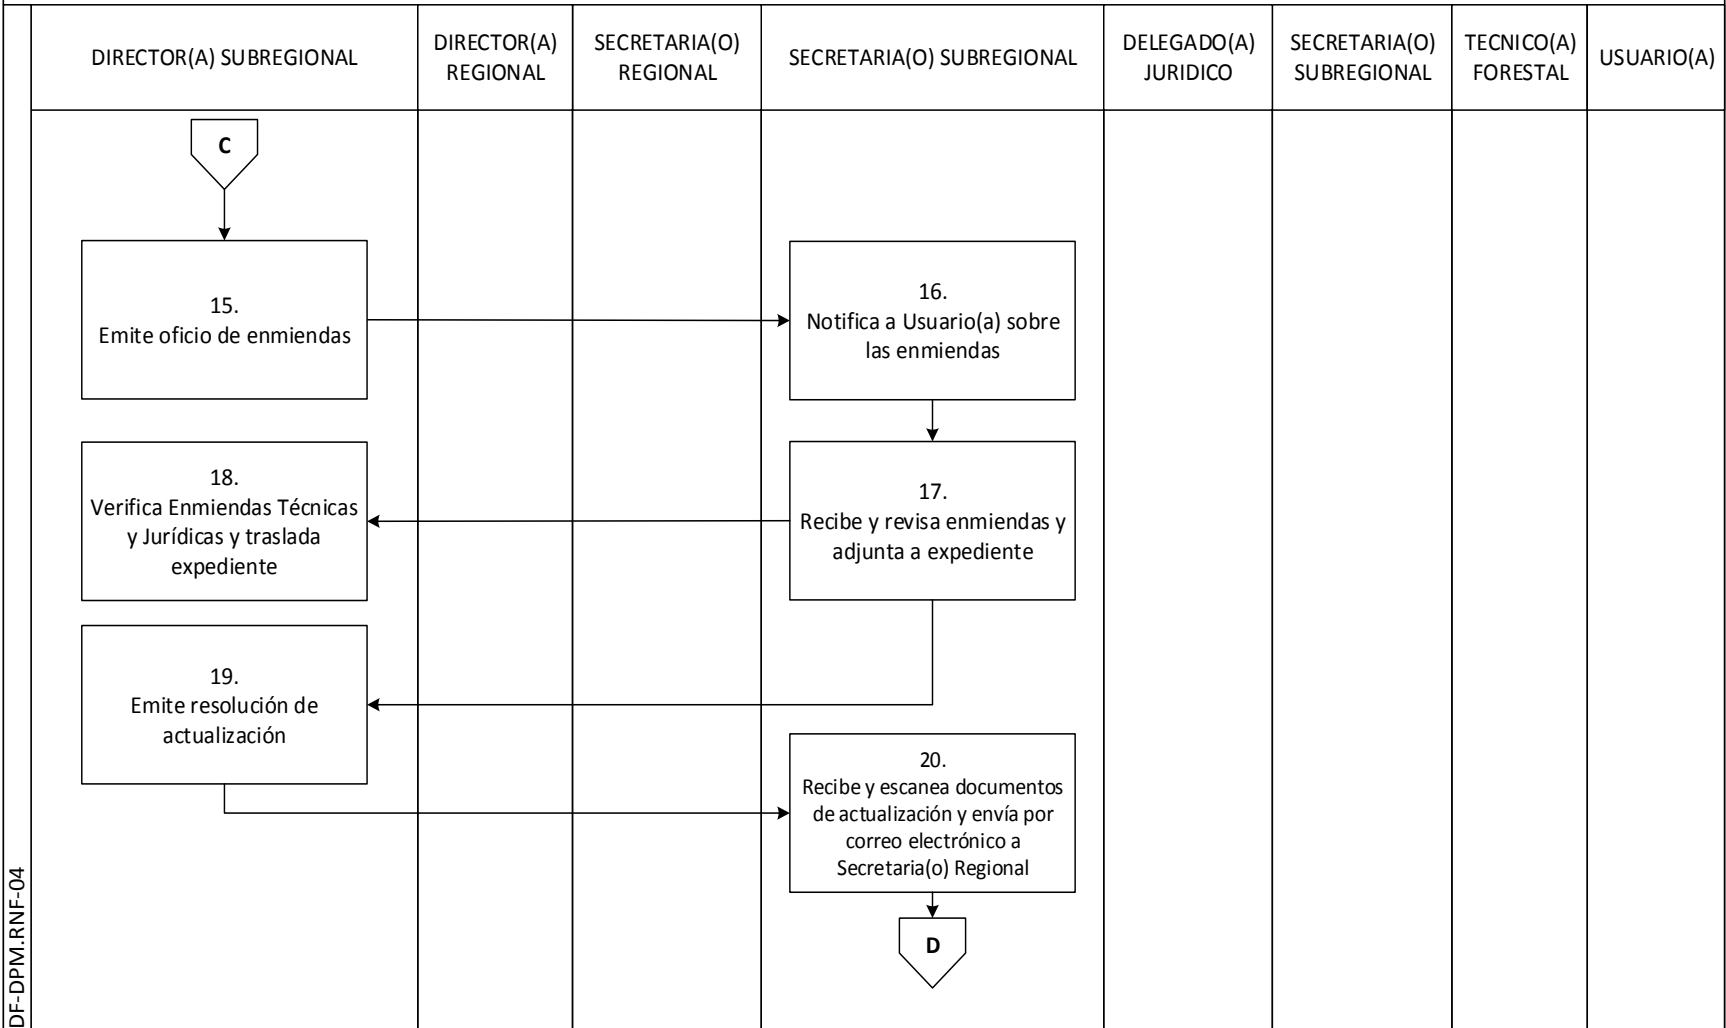 DIRECTOR(A) SUBREGIONAL
DIRECTOR(A)
REGIONAL
SECRETARIA(O)
REGIONAL
SECRETARIA(O) SUBREGIONAL
DELEGADO(A)
JURIDICO
SECRETARIA(O)
SUBREGIONAL
TECNICO(A)
FORESTAL
USUARIO(A)
C
15.
Emite oficio de enmiendas
16.
Notifica a Usuario(a) sobre
las enmiendas
18.
Verifica Enmiendas Técnicas
y Jurídicas y traslada
expediente
17.
Recibe y revisa enmiendas y
adjunta a expediente
19.
Emite resolución de
actualización
20.
Recibe y escanea documentos
de actualización y envía por
correo electrónico a
Secretaria(o) Regional
D
DF-DPM.RNF-04